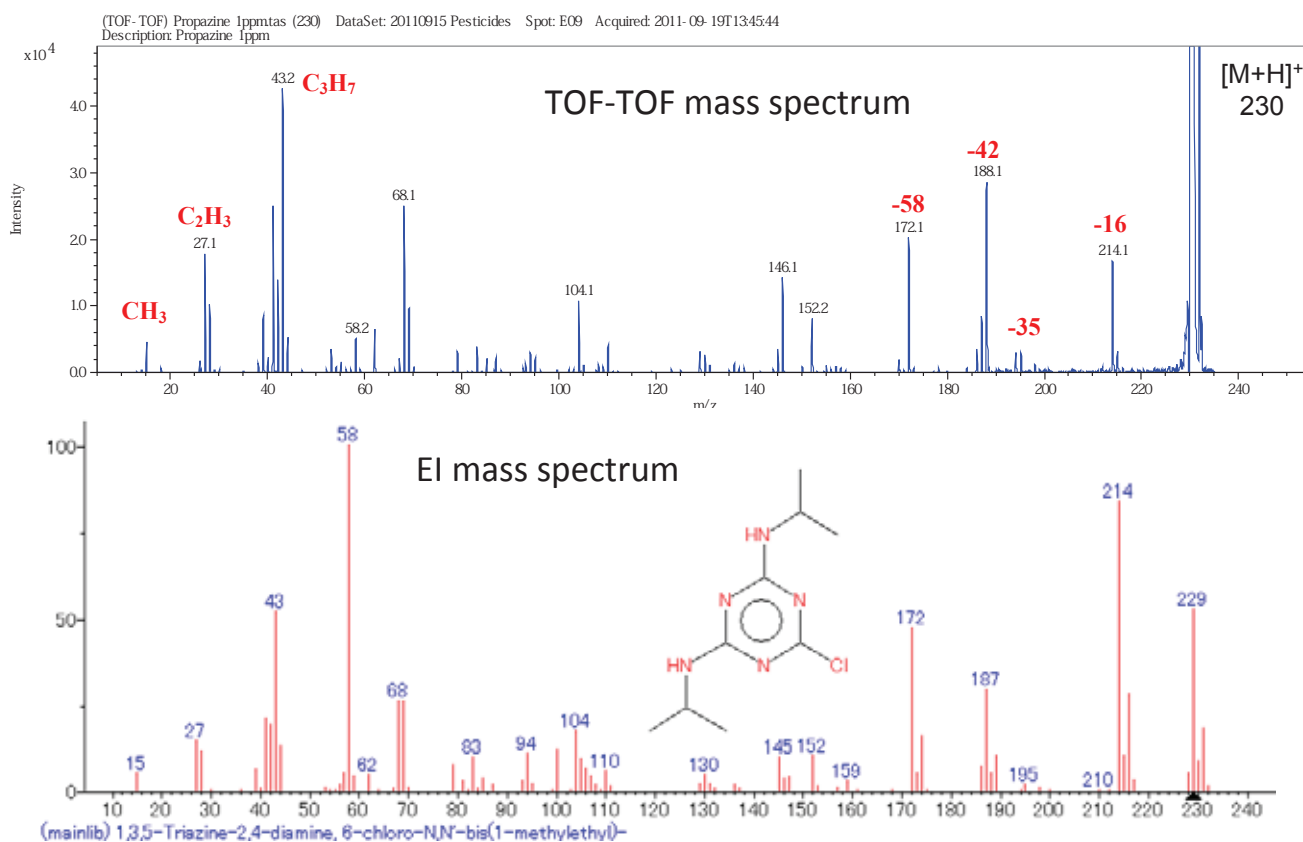 (TOF-TOF) Propazine 1ppm.tas (230) DataSet: 20110915 Pesticides Spot: E09 Acquired: 2011-09-19T13:45:44
Description: Propazine 1ppm
x10⁴
TOF-TOF mass spectrum
[M+H]⁺
230
Intensity
4.0
3.0
2.0
1.0
0.0
CH₃
C₂H₃
27.1
43.2
C₃H₇
58.2
68.1
104.1
146.1
152.2
-58
172.1
-42
188.1
-35
-16
214.1
20 40 60 80 100 120 140 160 180 200 220 240
m/z
EI mass spectrum
100
50
0
15
27
43
58
62
68
83
94
104
110
130
145
152
159
172
187
195
210
214
229
HN
N N
HN N Cl
10 20 30 40 50 60 70 80 90 100 110 120 130 140 150 160 170 180 190 200 210 220 230 240
(mainlib) 1,3,5-Triazine-2,4-diamine, 6-chloro-N,N'-bis(1-methylethyl)-